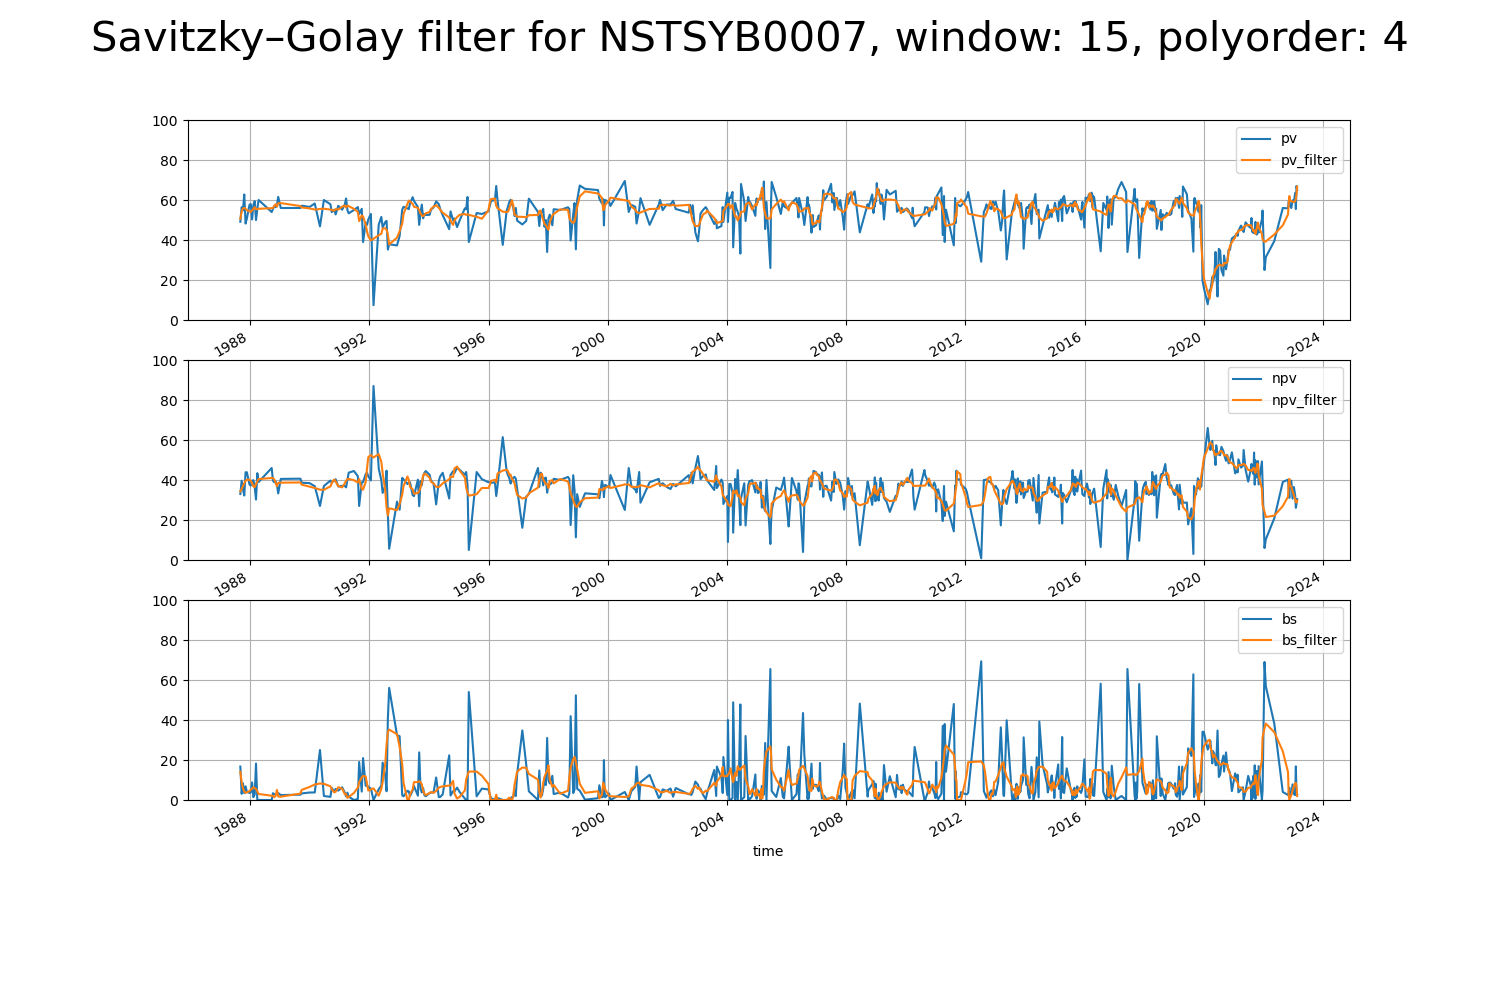 Savitzky–Golay filter for NSTSYB0007, window: 15, polyorder: 4
100
80
60
40
20
0
pv
pv_filter
1988 1992 1996 2000 2004 2008 2012 2016 2020 2024
100
80
60
40
20
0
npv
npv_filter
1988 1992 1996 2000 2004 2008 2012 2016 2020 2024
100
80
60
40
20
0
bs
bs_filter
1988 1992 1996 2000 2004 2008 2012 2016 2020 2024
time